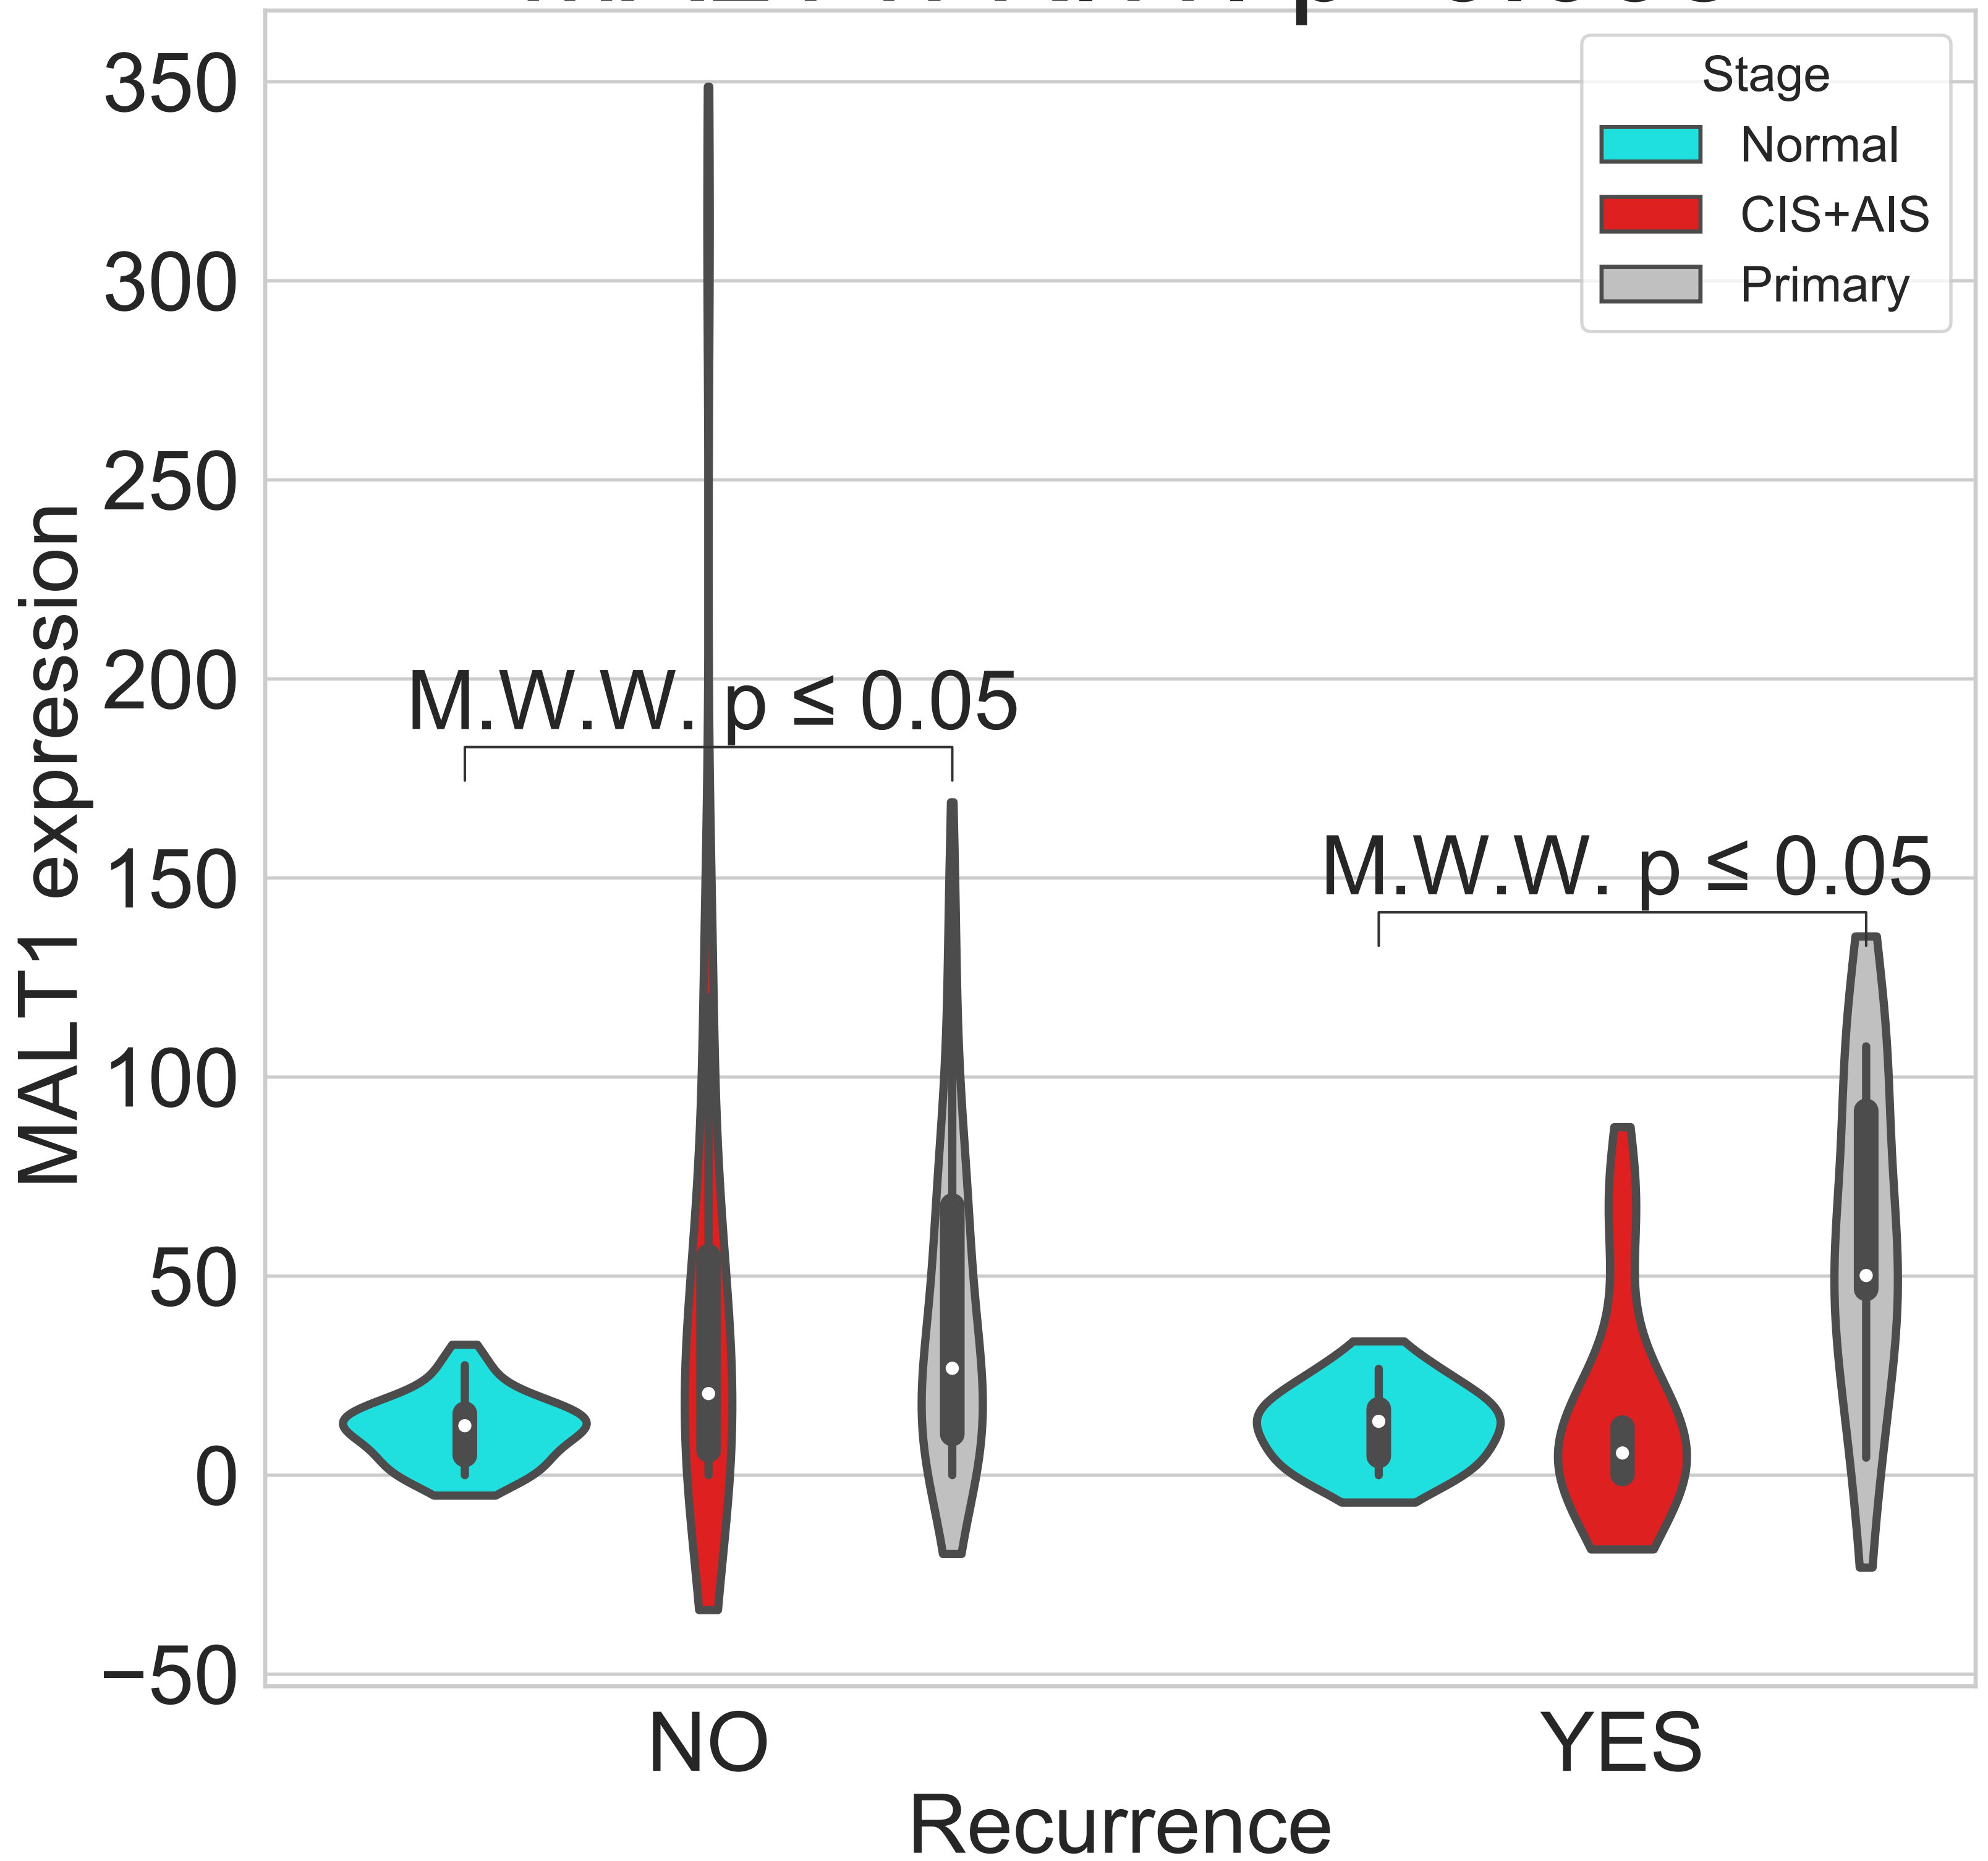 350
300
250
200
150
100
50
0
−50
MALT1 expression
Stage
Normal
CIS+AIS
Primary
M.W.W. p ≤ 0.05
M.W.W. p ≤ 0.05
NO
YES
Recurrence